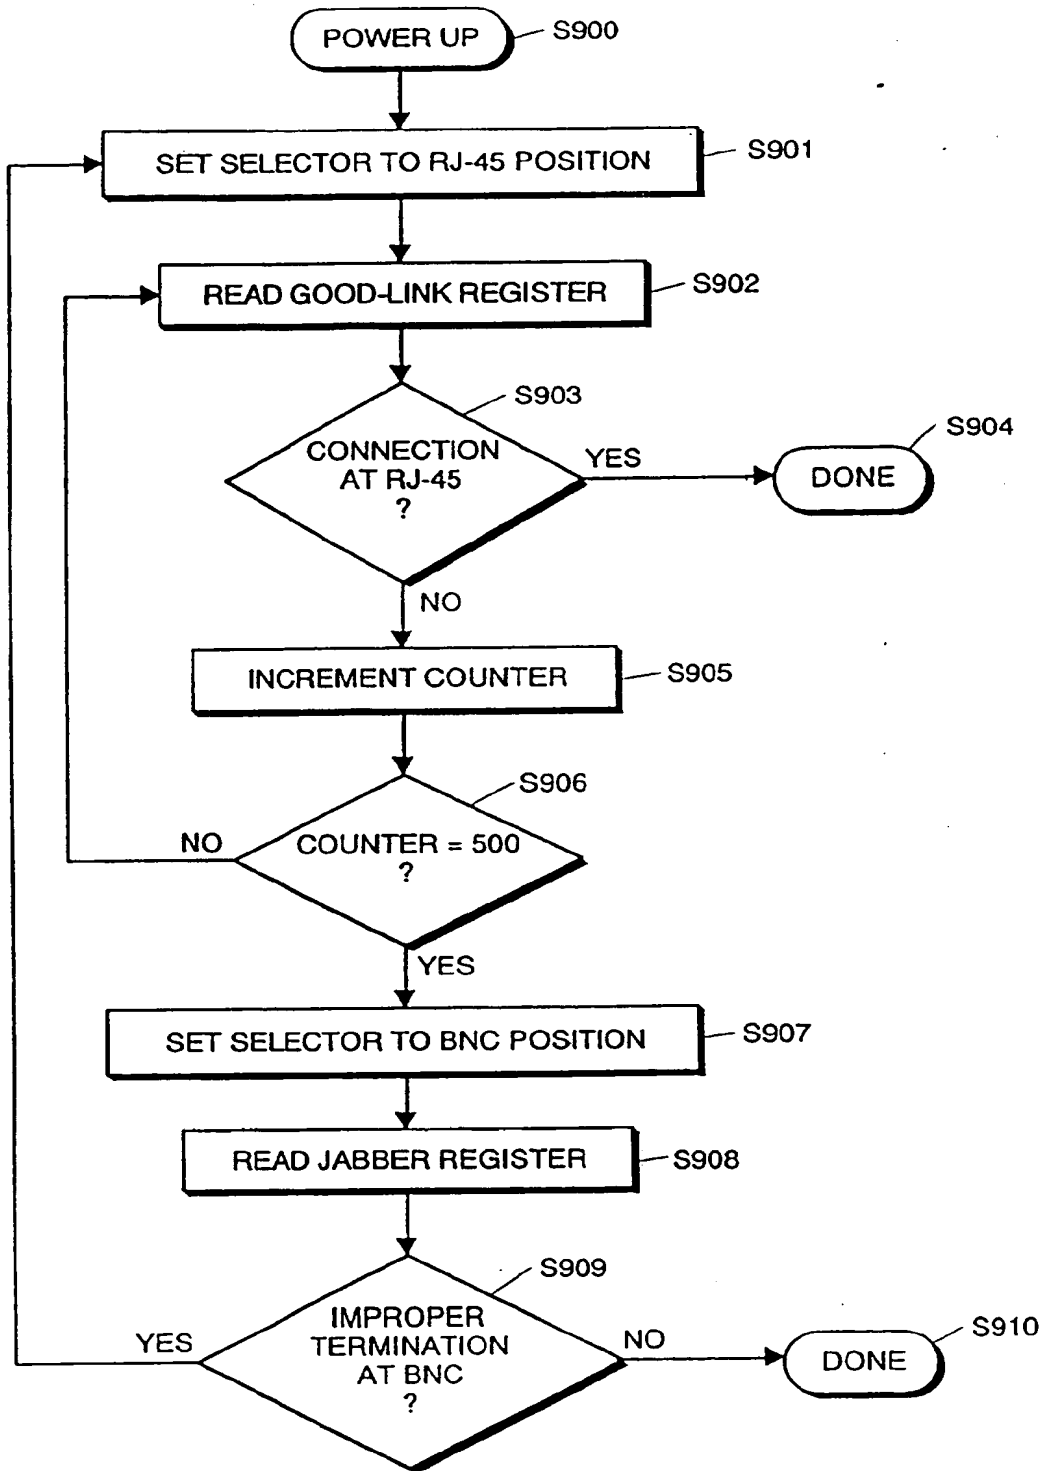 POWER UP
S900
SET SELECTOR TO RJ-45 POSITION
S901
READ GOOD-LINK REGISTER
S902
S903
CONNECTION
AT RJ-45
?
YES
S904
DONE
NO
INCREMENT COUNTER
S905
S906
NO
COUNTER = 500
?
YES
SET SELECTOR TO BNC POSITION
S907
READ JABBER REGISTER
S908
S909
YES
IMPROPER
TERMINATION
AT BNC
?
NO
S910
DONE